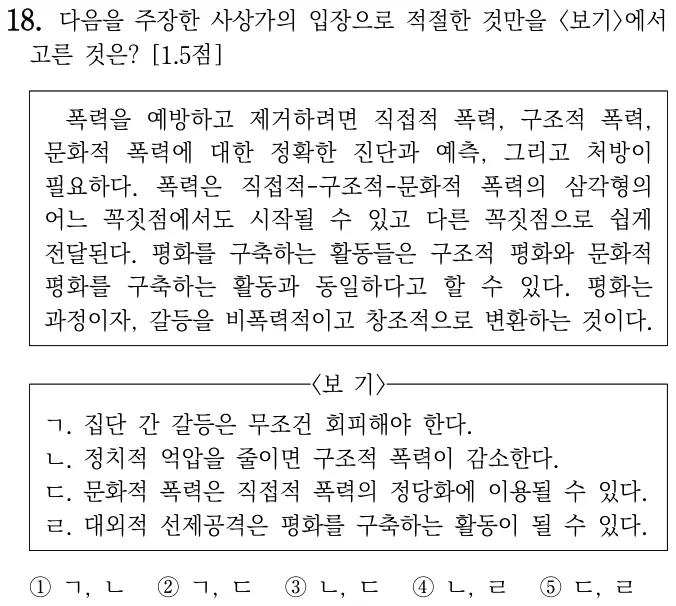 18. 다음을 주장한 사상가의 입장으로 적절한 것만을 <보기>에서
고른 것은? [1.5점]
폭력을 예방하고 제거하려면 직접적 폭력, 구조적 폭력,
문화적 폭력에 대한 정확한 진단과 예측, 그리고 처방이
필요하다. 폭력은 직접적-구조적-문화적 폭력의 삼각형의
어느 꼭짓점에서도 시작될 수 있고 다른 꼭짓점으로 쉽게
전달된다. 평화를 구축하는 활동들은 구조적 평화와 문화적
평화를 구축하는 활동과 동일하다고 할 수 있다. 평화는
과정이자, 갈등을 비폭력적이고 창조적으로 변환하는 것이다.
<보 기>
ㄱ. 집단 간 갈등은 무조건 회피해야 한다.
ㄴ. 정치적 억압을 줄이면 구조적 폭력이 감소한다.
ㄷ. 문화적 폭력은 직접적 폭력의 정당화에 이용될 수 있다.
ㄹ. 대외적 선제공격은 평화를 구축하는 활동이 될 수 있다.
① ㄱ, ㄴ ② ㄱ, ㄷ ③ ㄴ, ㄷ ④ ㄴ, ㄹ ⑤ ㄷ, ㄹ